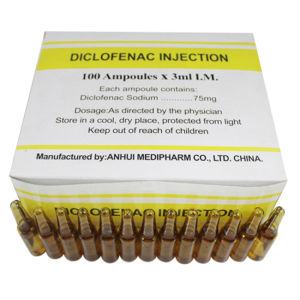 DICLOFENAC INJECTION
100 Ampoules x 3ml I.M.
Each ampoule contains:
Diclofenac Sodium ............75mg
Dosage:As directed by the physician
Store in a cool, dry place, protected from light
Keep out of reach of children
Manufactured by:ANHUI MEDIPHARM CO., LTD. CHINA.
DICLOFENAC INJECTION